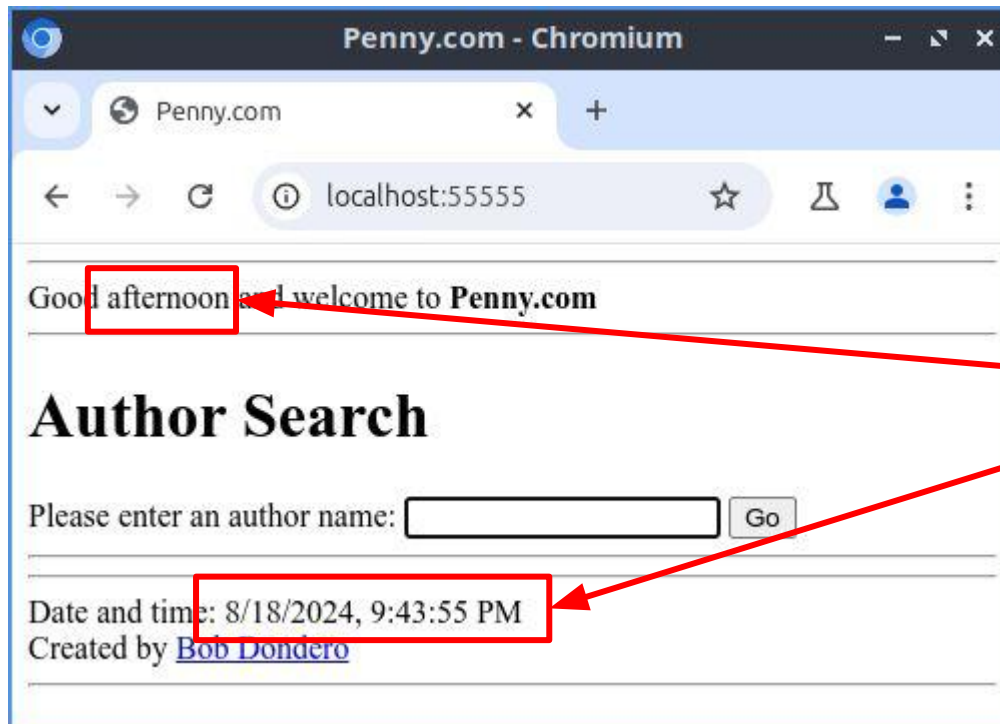 Penny.com - Chromium
Penny.com
localhost:55555
Good afternoon and welcome to Penny.com
Author Search
Please enter an author name: Go
Date and time: 8/18/2024, 9:43:55 PM
Created by Bob Dondero